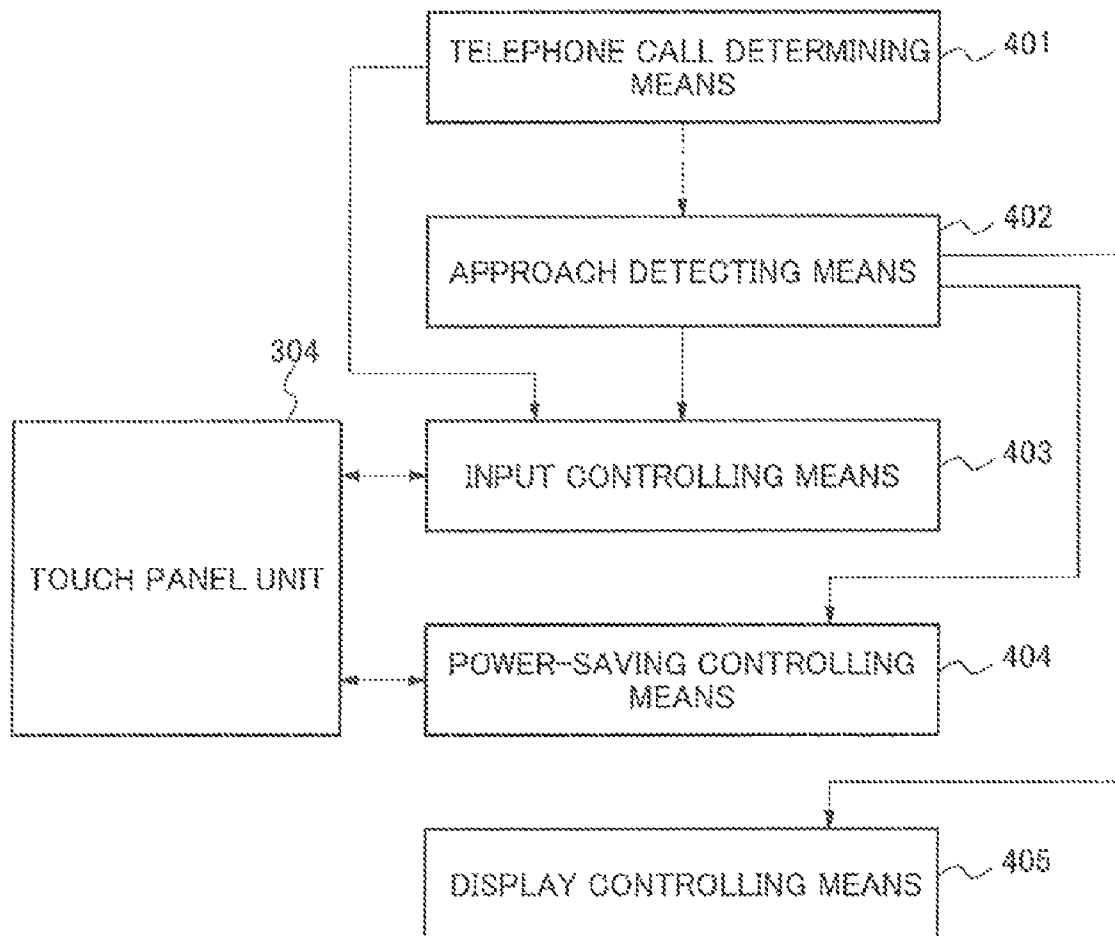 TELEPHONE CALL DETERMINING
MEANS
401
APPROACH DETECTING MEANS
402
304
TOUCH PANEL UNIT
INPUT CONTROLLING MEANS
403
POWER-SAVING CONTROLLING
MEANS
404
DISPLAY CONTROLLING MEANS
405